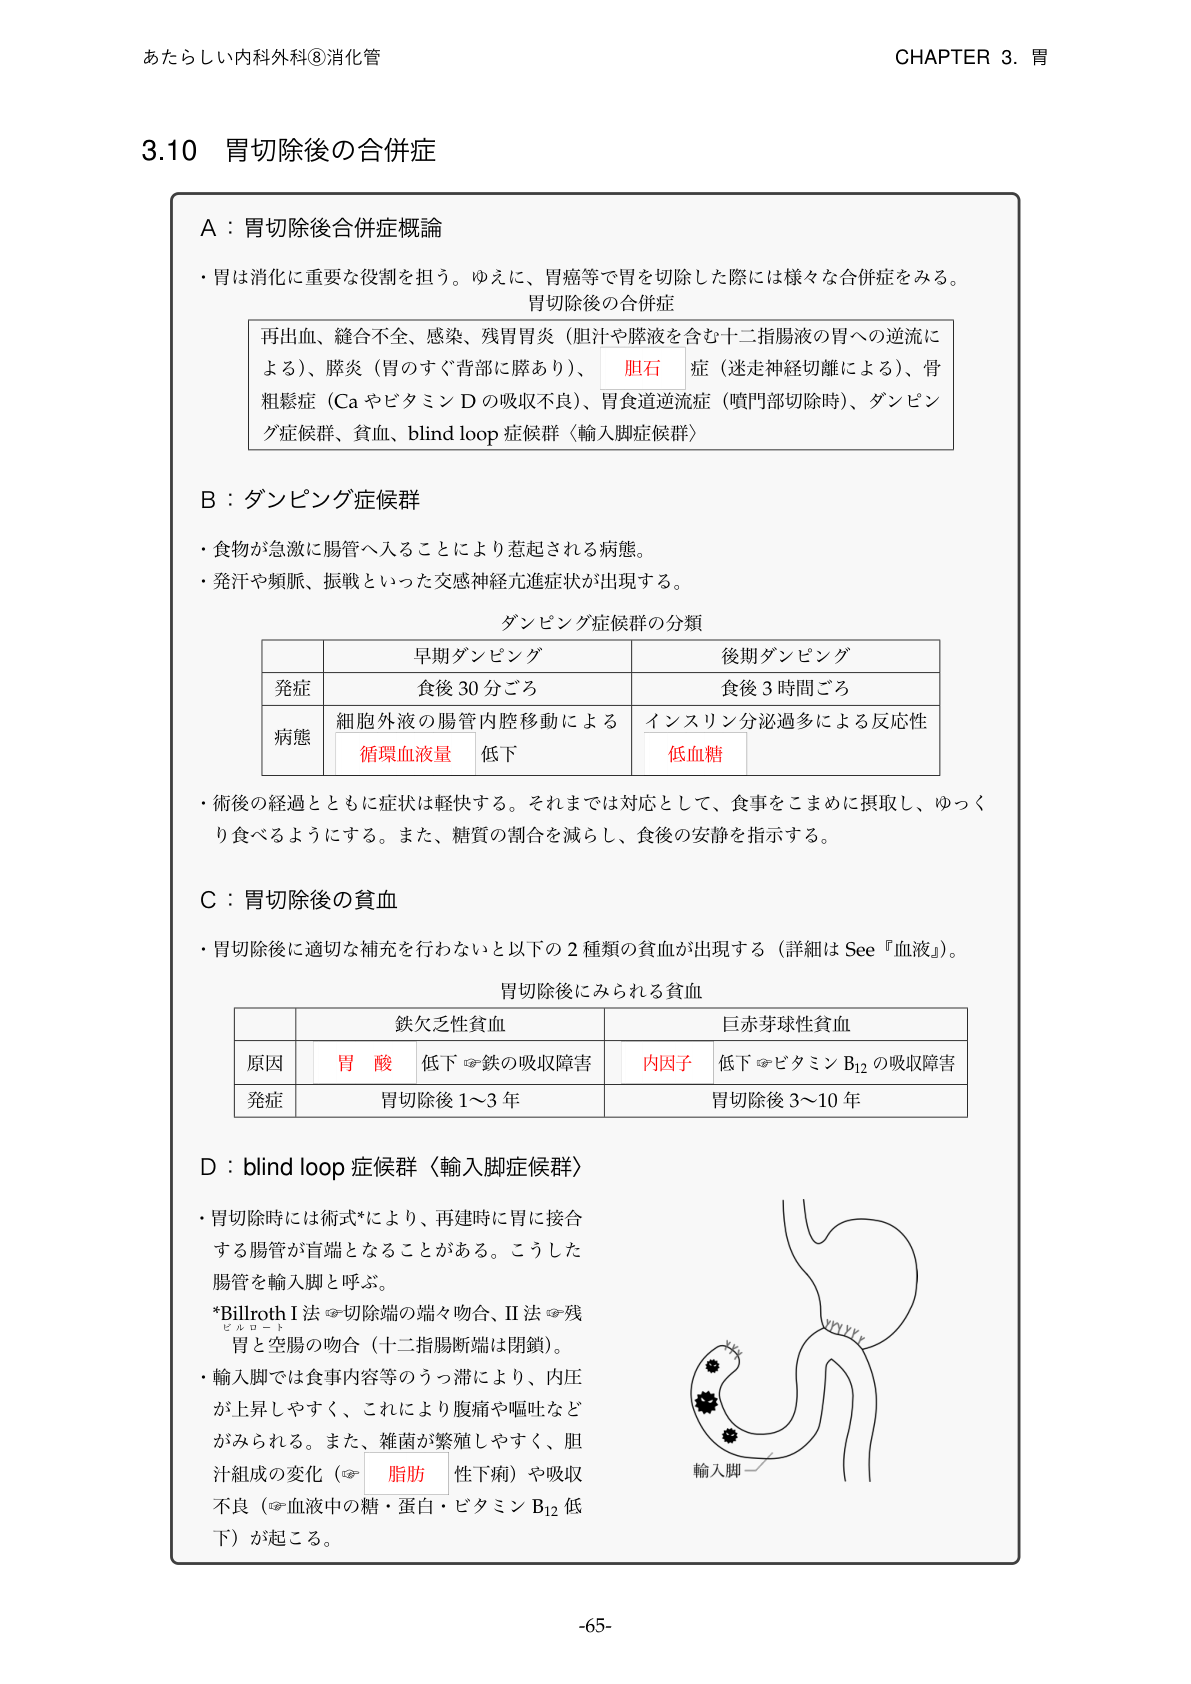 あたらしい内科外科⑧消化管
CHAPTER 3. 胃
3.10 胃切除後の合併症
A：胃切除後合併症概論
・胃は消化に重要な役割を担う。ゆえに、胃癌等で胃を切除した際には様々な合併症をみる。
胃切除後の合併症
再出血、縫合不全、感染、残胃胃炎（胆汁や膵液を含む十二指腸液の胃への逆流に
よる）、膵炎（胃のすぐ背部に膵あり）、 胆石 症（迷走神経切離による）、骨
粗鬆症（Ca やビタミン D の吸収不良）、胃食道逆流症（噴門部切除時）、ダンピン
グ症候群、貧血、blind loop 症候群〈輸入脚症候群〉
B：ダンピング症候群
・食物が急激に腸管へ入ることにより惹起される病態。
・発汗や頻脈、振戦といった交感神経亢進症状が出現する。
ダンピング症候群の分類
早期ダンピング 後期ダンピング
発症 食後 30 分ごろ 食後 3 時間ごろ
病態 細胞外液の腸管内腔移動による インスリン分泌過多による反応性
循環血液量 低下 低血糖
・術後の経過とともに症状は軽快する。それまでは対応として、食事をこまめに摂取し、ゆっく
り食べるようにする。また、糖質の割合を減らし、食後の安静を指示する。
C：胃切除後の貧血
・胃切除後に適切な補充を行わないと以下の 2 種類の貧血が出現する（詳細は See『血液』）。
胃切除後にみられる貧血
鉄欠乏性貧血 巨赤芽球性貧血
原因 胃 酸 低下 ☞鉄の吸収障害 内因子 低下 ☞ビタミン B12 の吸収障害
発症 胃切除後 1〜3 年 胃切除後 3〜10 年
D：blind loop 症候群〈輸入脚症候群〉
・胃切除時には術式*により、再建時に胃に接合
する腸管が盲端となることがある。こうした
腸管を輸入脚と呼ぶ。
*Billroth I 法 ☞切除端の端々吻合、II 法 ☞残
ビルロート
胃と空腸の吻合（十二指腸断端は閉鎖）。
・輸入脚では食事内容等のうっ滞により、内圧
が上昇しやすく、これにより腹痛や嘔吐など
がみられる。また、雑菌が繁殖しやすく、胆
汁組成の変化（☞ 脂肪 性下痢）や吸収
不良（☞血液中の糖・蛋白・ビタミン B12 低
下）が起こる。
輸入脚
-65-